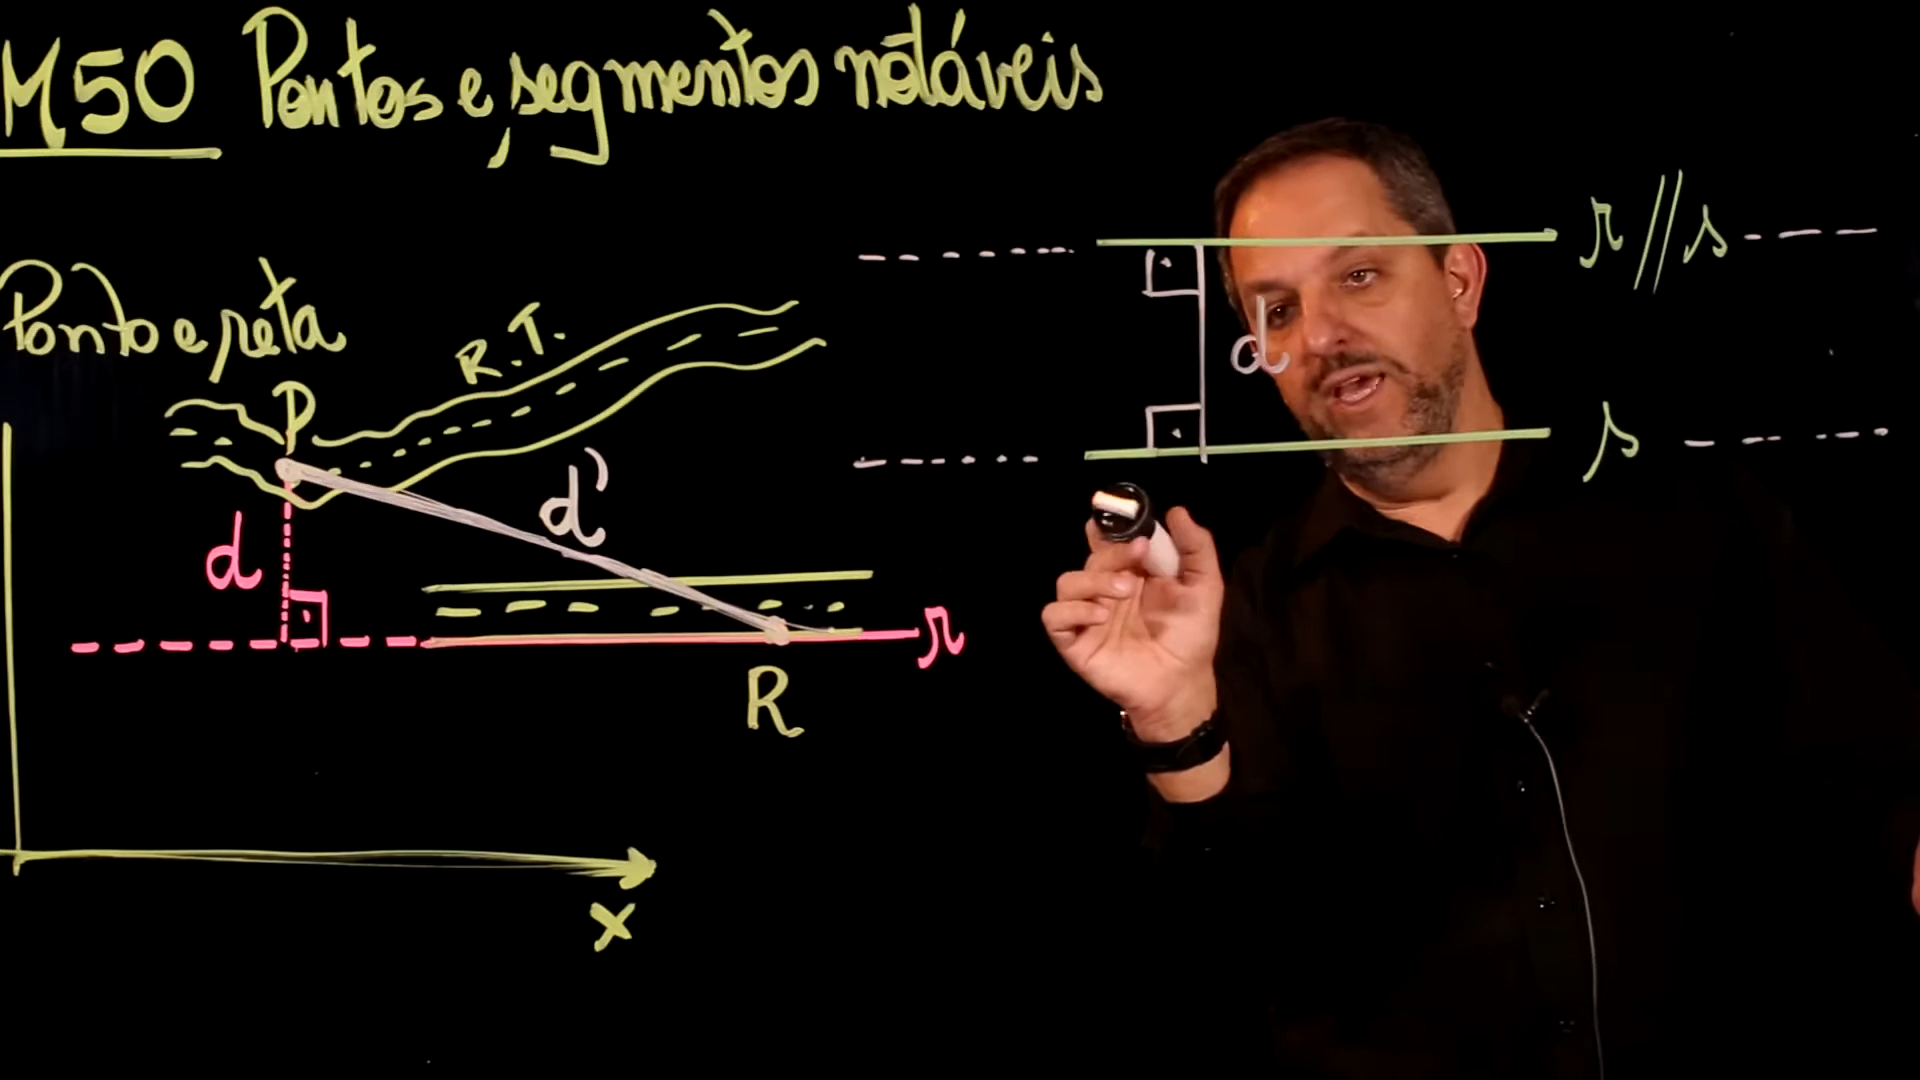 M50 Pontos e segmentos notáveis
Ponto e reta
R.T.
P
d
d'
r
R
x
r//s
d
s